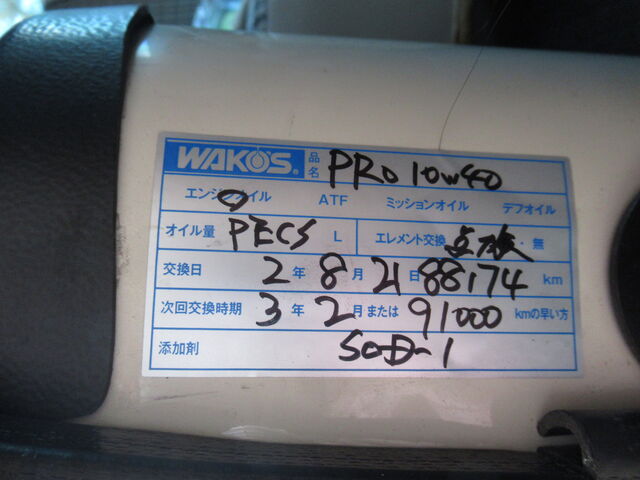 WAKO'S 品名 PRO 10W40
エンジンオイル ATF ミッションオイル デフオイル
オイル量 PECS L エレメント交換 ・ 無
交換日 2 年 8 月 21 日 88174 km
次回交換時期 3 年 2 月または 91000 kmの早い方
添加剤 SOD-1